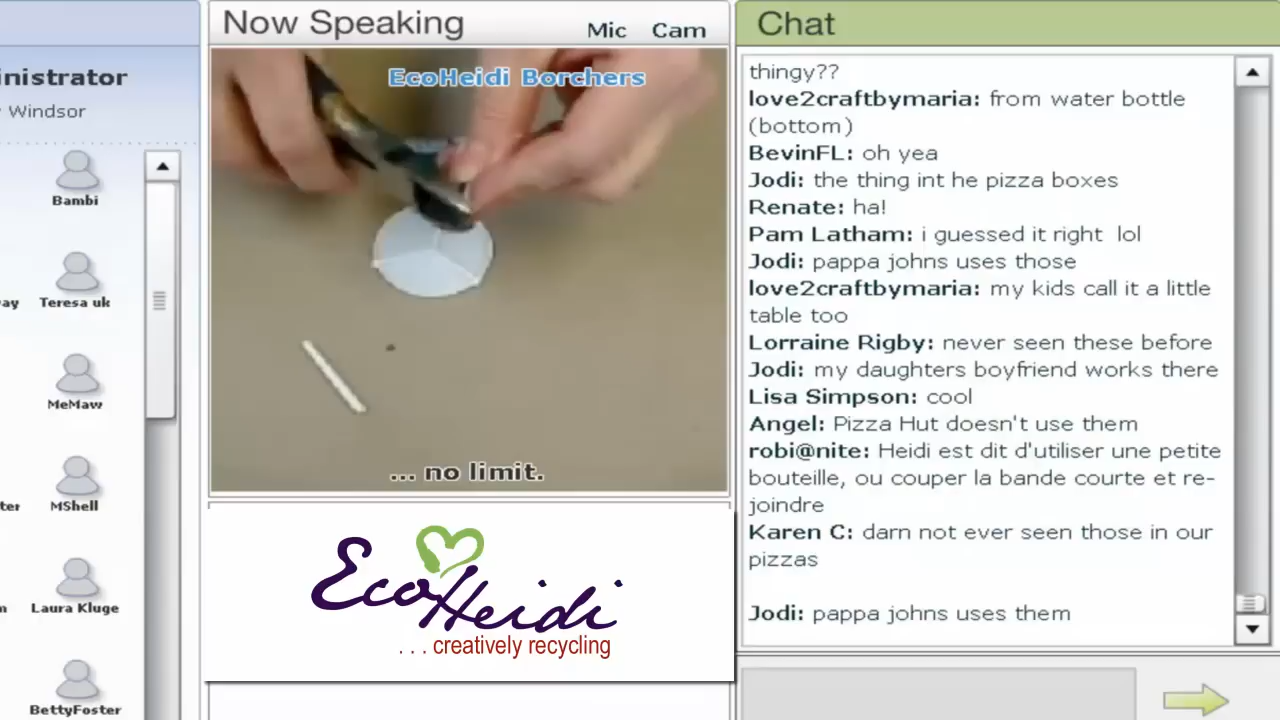 inistrator
Windsor
Bambi
ay
Teresa uk
MeMaw
ter
MShell
m
Laura Kluge
BettyFoster
Now Speaking
Mic
Cam
EcoHeidi Borchers
... no limit.
EcoHeidi
. . . creatively recycling
Chat
thingy??
love2craftbymaria: from water bottle
(bottom)
BevinFL: oh yea
Jodi: the thing int he pizza boxes
Renate: ha!
Pam Latham: i guessed it right  lol
Jodi: pappa johns uses those
love2craftbymaria: my kids call it a little
table too
Lorraine Rigby: never seen these before
Jodi: my daughters boyfriend works there
Lisa Simpson: cool
Angel: Pizza Hut doesn't use them
robi@nite: Heidi est dit d'utiliser une petite
bouteille, ou couper la bande courte et re-
joindre
Karen C: darn not ever seen those in our
pizzas
Jodi: pappa johns uses them